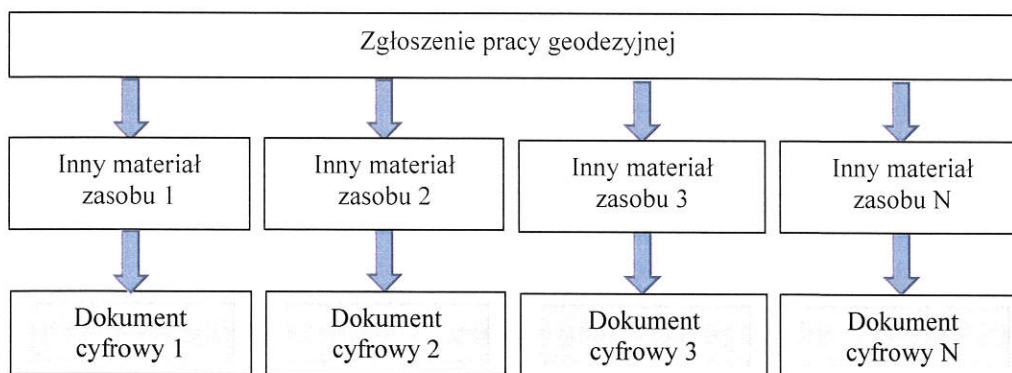 Zgłoszenie pracy geodezyjnej
Inny materiał
zasobu 1
Inny materiał
zasobu 2
Inny materiał
zasobu 3
Inny materiał
zasobu N
Dokument
cyfrowy 1
Dokument
cyfrowy 2
Dokument
cyfrowy 3
Dokument
cyfrowy N